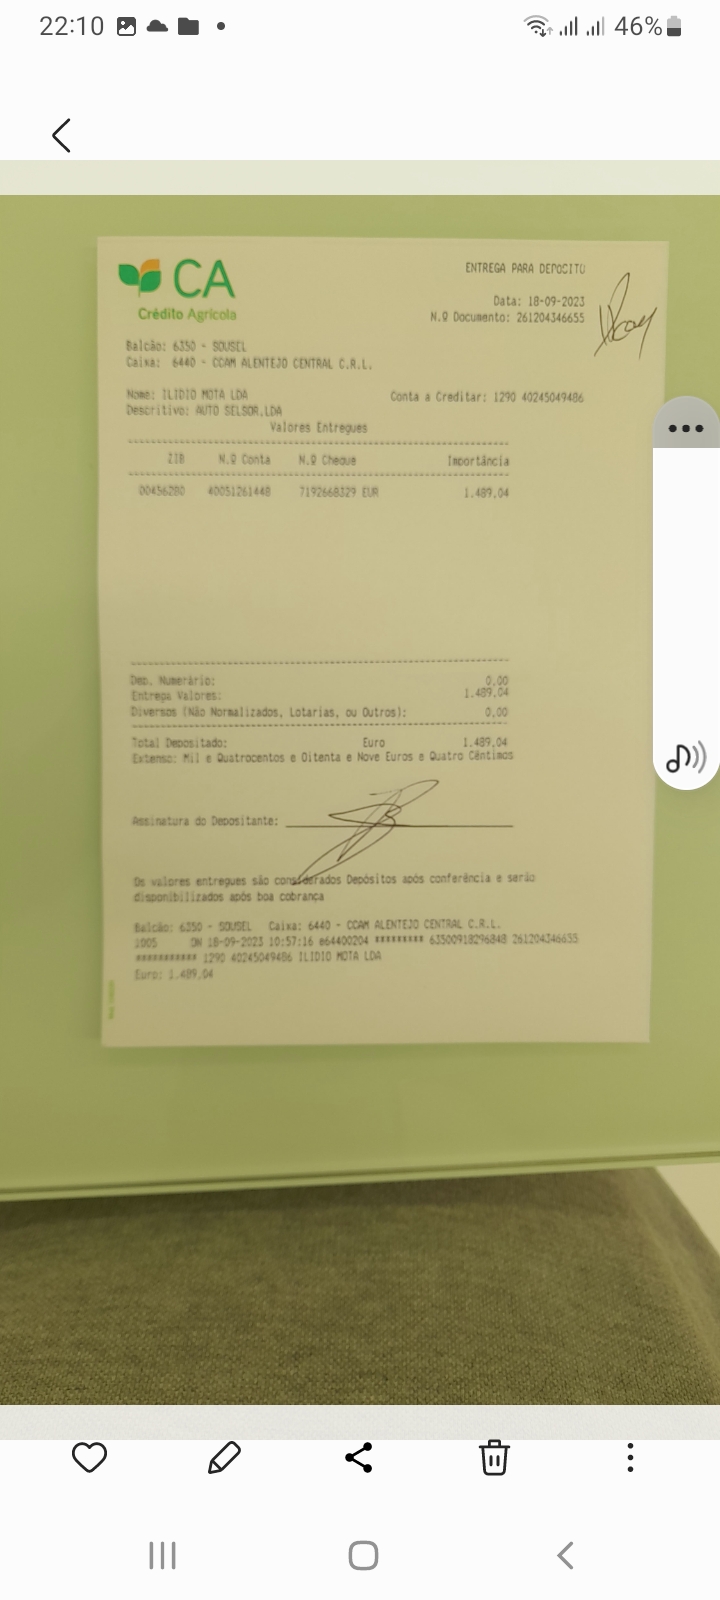 22:10
46%
CA
Crédito Agrícola
ENTREGA PARA DEPOSITO
Data: 18-09-2023
N.º Documento: 261204346655
Balcão: 6350 - SOUSEL
Caixa: 6440 - CCAM ALENTEJO CENTRAL C.R.L.
Nome: ILIDIO MOTA LDA
Conta a Creditar: 1290 40245049486
Descritivo: AUTO SELSOR,LDA
Valores Entregues
ZIB N.º Conta N.º Cheque Importância
00456280 40051261448 7192668329 EUR 1.489,04
Dep. Numerário: 0,00
Entrega Valores: 1.489,04
Diversos (Não Normalizados, Lotarias, ou Outros): 0,00
Total Depositado: Euro 1.489,04
Extenso: Mil e Quatrocentos e Oitenta e Nove Euros e Quatro Cêntimos
Assinatura do Depositante:
Os valores entregues são considerados Depósitos após conferência e serão
disponibilizados após boa cobrança
Balcão: 6350 - SOUSEL Caixa: 6440 - CCAM ALENTEJO CENTRAL C.R.L.
1005 ON 18-09-2023 10:57:16 e64400204 ********* 63500918296848 261204346655
*********** 1290 40245049486 ILIDIO MOTA LDA
Euro: 1.489,04